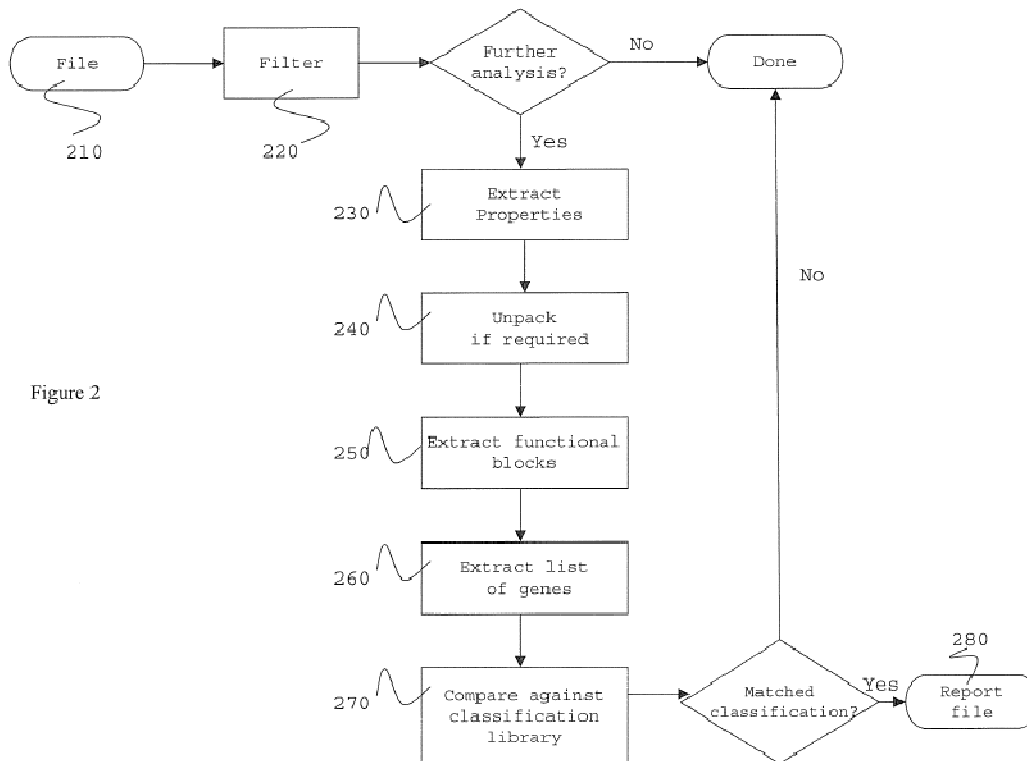 File
Filter
Further
analysis?
No
Done
210
220
Yes
230
Extract
Properties
No
240
Unpack
if required
Figure 2
250
Extract functional
blocks
260
Extract list
of genes
280
270
Compare against
classification
library
Matched
classification?
Yes
Report
file